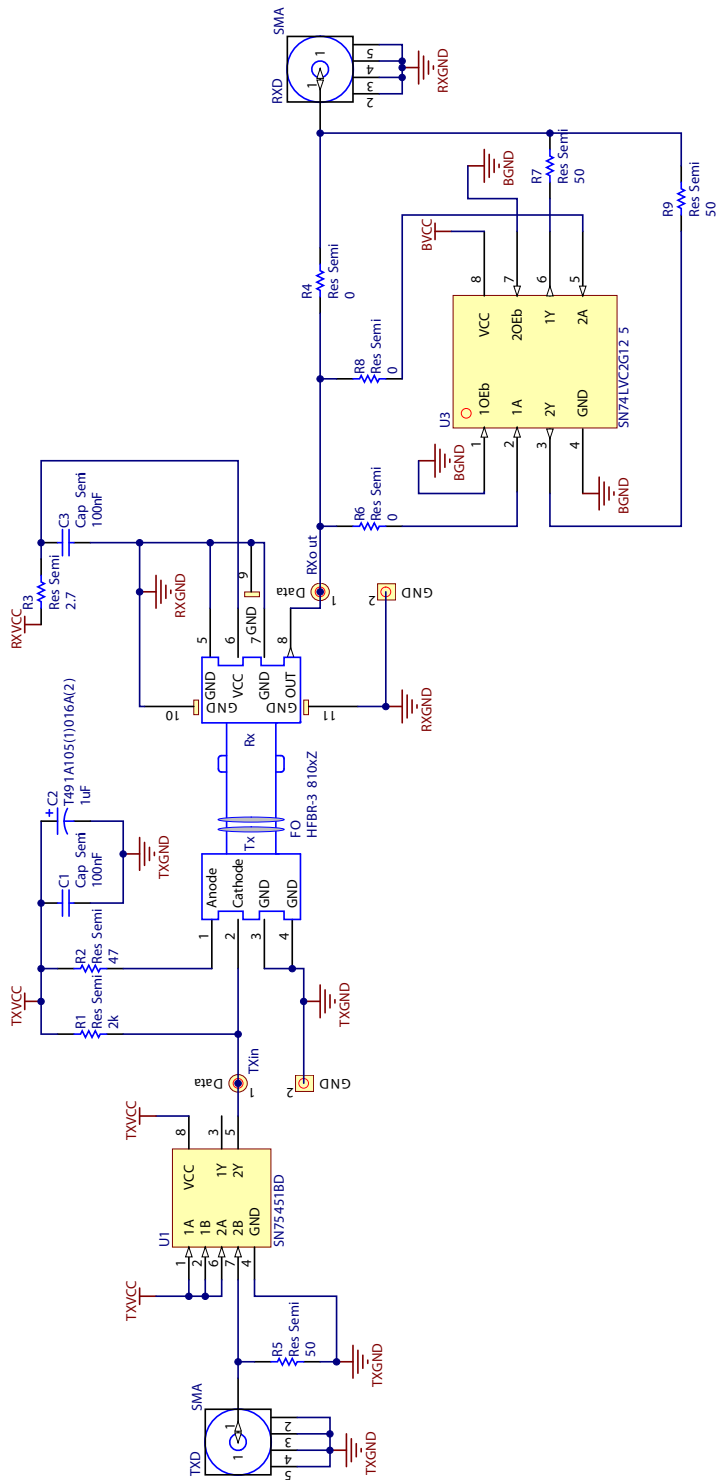 SMA
RXD
1
1
5
4
3
2
RXGND
R4
Res Semi
0
R7
Res Semi
50
R9
Res Semi
50
BGND
BVCC
R8
Res Semi
0
8
7
6
5
VCC
2OEb
1Y
2A
U3
1OEb
1A
2Y
GND
SN74LVC2G12 5
1
2
3
4
BGND
BGND
R6
Res Semi
0
RXVCC
R3
Res Semi
2.7
C3
Cap Semi
100nF
RXGND
RXo ut
Data
1
9
GND
2
GND
5
6
7
8
GND
VCC
GND
OUT
GND
GND
10
11
RXGND
Rx
Tx
FO
HFBR-3 810xZ
Anode
Cathode
GND
GND
1
2
3
4
+
C2
T491A105(1)016A(2)
1uF
C1
Cap Semi
100nF
TXGND
TXVCC
R2
Res Semi
47
R1
Res Semi
2k
TXin
Data
1
2
GND
TXGND
TXVCC
8
3
5
VCC
1Y
2Y
U1
1A
1B
2A
2B
GND
SN75451BD
1
2
6
7
4
TXVCC
R5
Res Semi
50
TXGND
SMA
TXD
1
1
2
3
4
5
TXGND